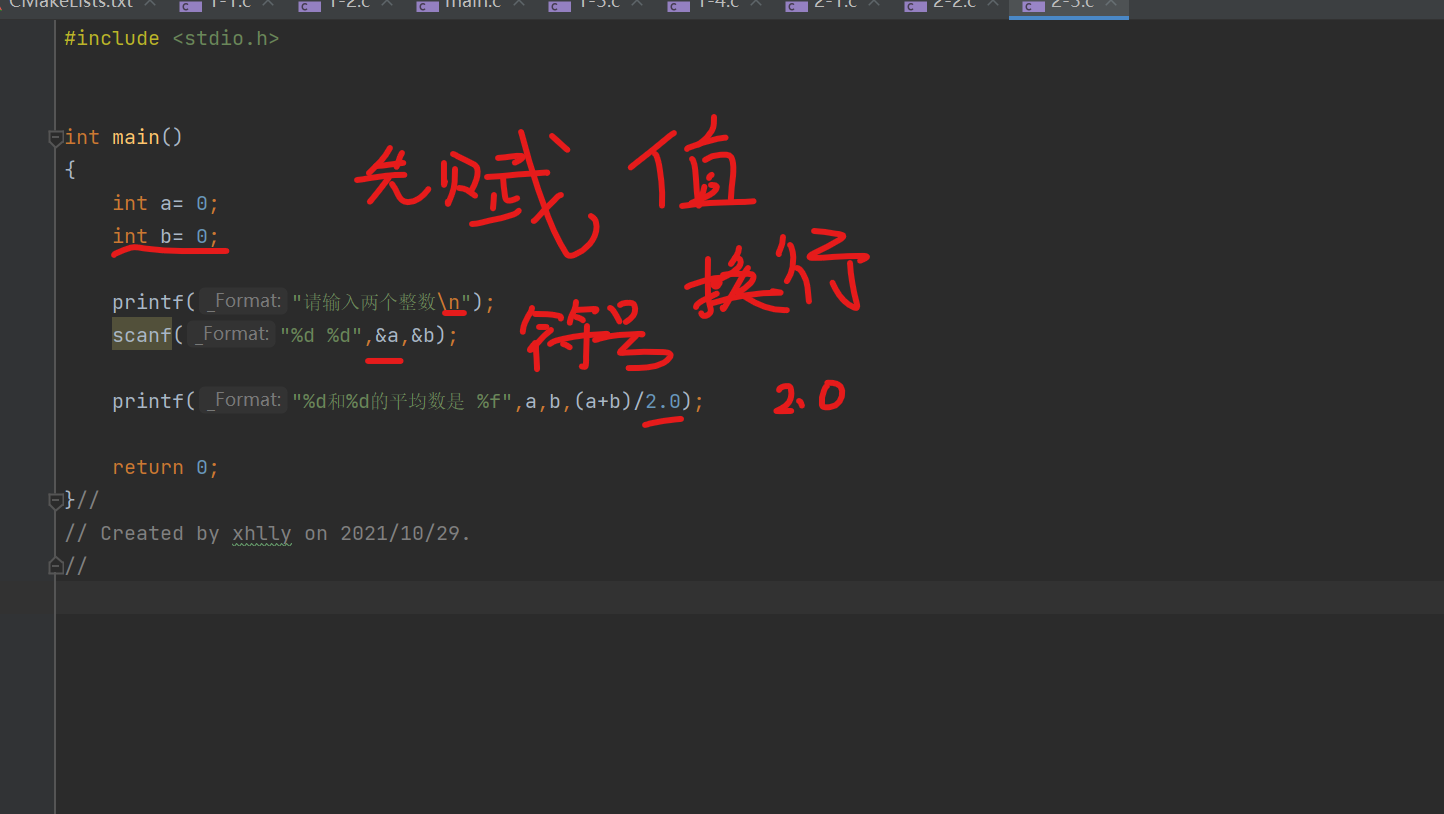 CMakeLists.txt 1-1.c 1-2.c main.c 1-3.c 1-4.c 2-1.c 2-2.c 2-3.c
#include <stdio.h>
int main()
{
int a= 0;
先赋值
int b= 0;
换行
printf( _Format: "请输入两个整数\n");
scanf( _Format: "%d %d",&a,&b);
符号
printf( _Format: "%d和%d的平均数是 %f",a,b,(a+b)/2.0);
2.0
return 0;
}//
// Created by xhlly on 2021/10/29.
//